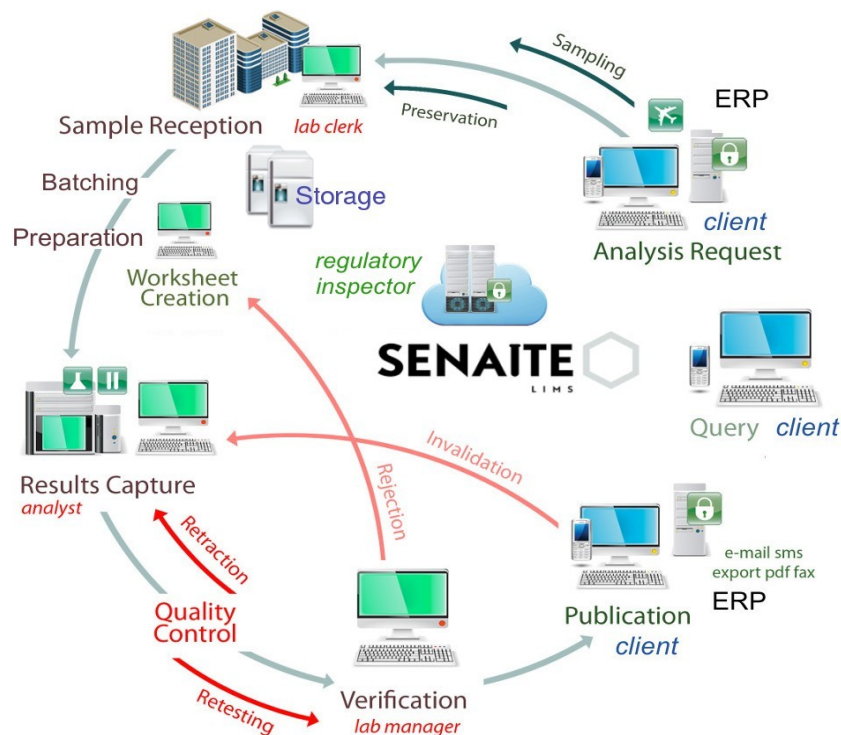 Sampling
Preservation
ERP
client
Analysis Request
Sample Reception
lab clerk
Batching
Preparation
Storage
Worksheet
Creation
regulatory
inspector
SENAITE
LIMS
Query client
Results Capture
analyst
Invalidation
Rejection
Retraction
Quality
Control
Retesting
Verification
lab manager
Publication
client
e-mail sms
export pdf fax
ERP